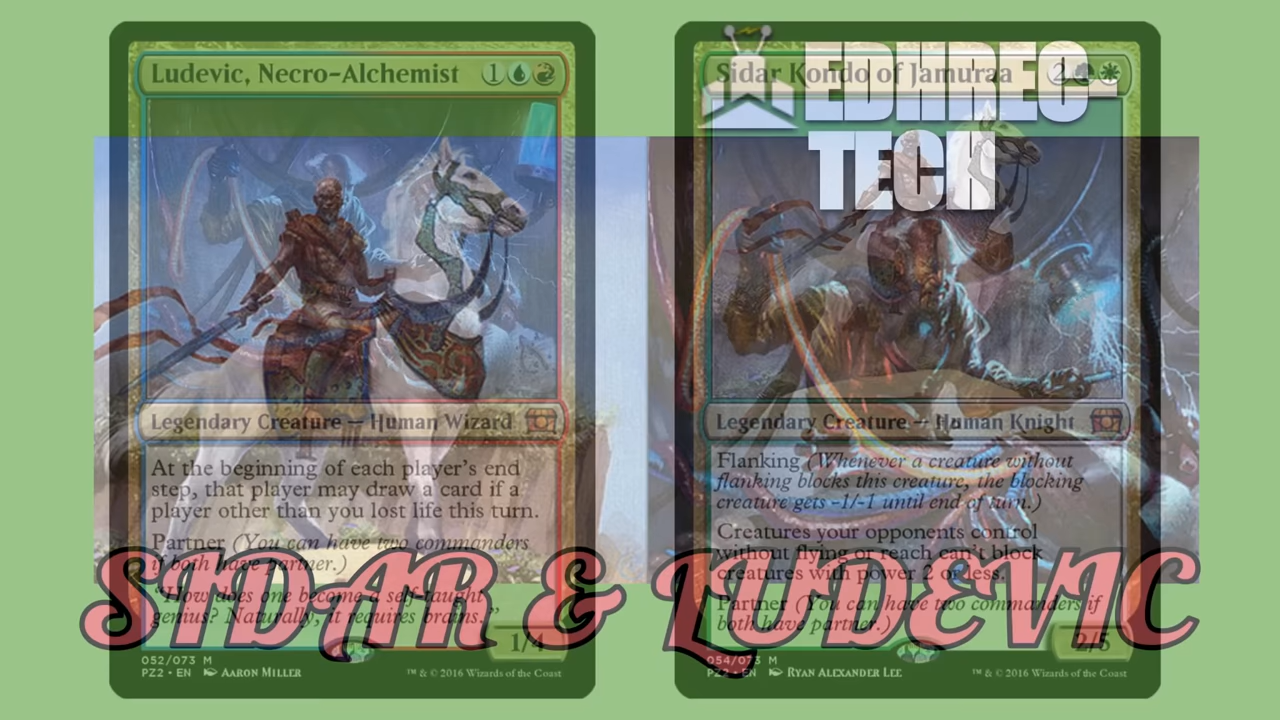 Ludevic, Necro-Alchemist 1
Legendary Creature — Human Wizard
At the beginning of each player's end
step, that player may draw a card if a
player other than you lost life this turn.
Partner (You can have two commanders
if both have partner.)
"How does one become a self-taught
genius? Naturally, it requires brains."
1/4
052/073 M
PZ2 • EN AARON MILLER
™ & © 2016 Wizards of the Coast
Sidar Kondo of Jamuraa 2
EDHREC
TECH
Legendary Creature — Human Knight
Flanking (Whenever a creature without
flanking blocks this creature, the blocking
creature gets -1/-1 until end of turn.)
Creatures your opponents control
without flying or reach can't block
creatures with power 2 or less.
Partner (You can have two commanders if
both have partner.)
2/5
054/073 M
PZ2 • EN RYAN ALEXANDER LEE
™ & © 2016 Wizards of the Coast
SIDAR & LUDEVIC